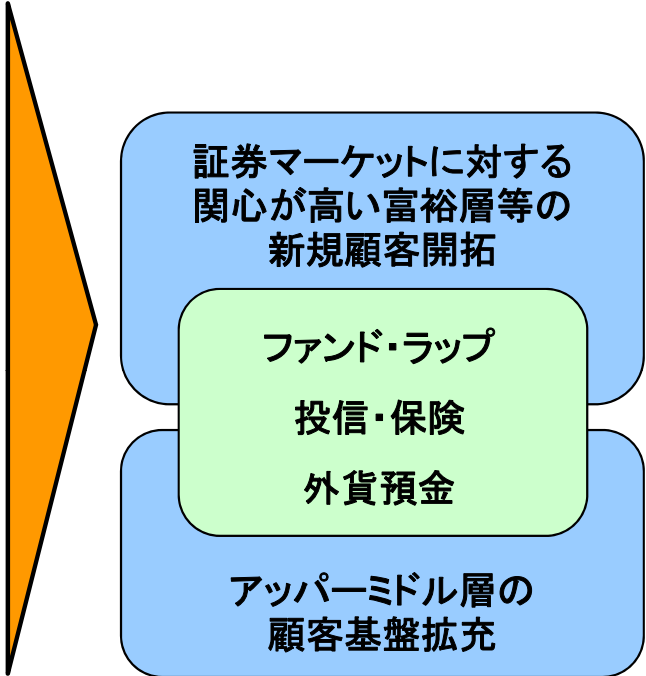 証券マーケットに対する
関心が高い富裕層等の
新規顧客開拓
ファンド・ラップ
投信・保険
外貨預金
アッパーミドル層の
顧客基盤拡充